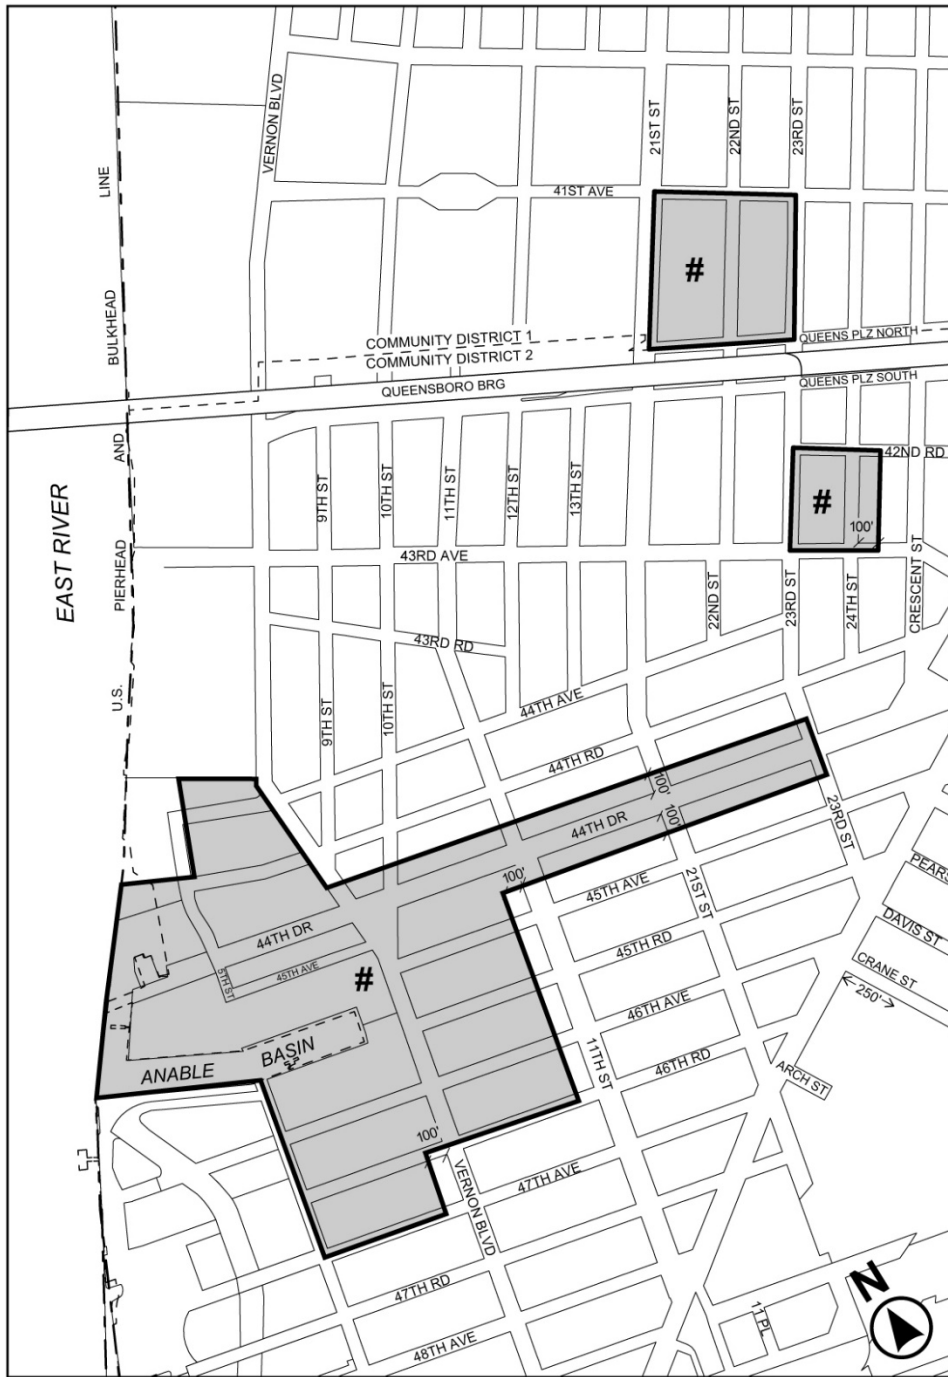 VERNON BLVD
21ST ST
22ND ST
23RD ST
41ST AVE
#
LINE
BULKHEAD
AND
PIERHEAD
U.S.
COMMUNITY DISTRICT 1
COMMUNITY DISTRICT 2
QUEENSBORO BRG
QUEENS PLZ NORTH
QUEENS PLZ SOUTH
EAST RIVER
9TH ST
10TH ST
11TH ST
12TH ST
13TH ST
42ND RD
#
100'
43RD AVE
22ND ST
23RD ST
24TH ST
CRESCENT ST
43RD RD
9TH ST
10TH ST
44TH AVE
44TH RD
100'
44TH DR
100'
23RD ST
100'
45TH AVE
21ST ST
PEARS
DAVIS ST
CRANE ST
250'
44TH DR
45TH AVE
5TH ST
#
45TH RD
46TH AVE
46TH RD
11TH ST
ARCH ST
ANABLE BASIN
100'
VERNON BLVD
47TH AVE
47TH RD
48TH AVE
11 PL
N